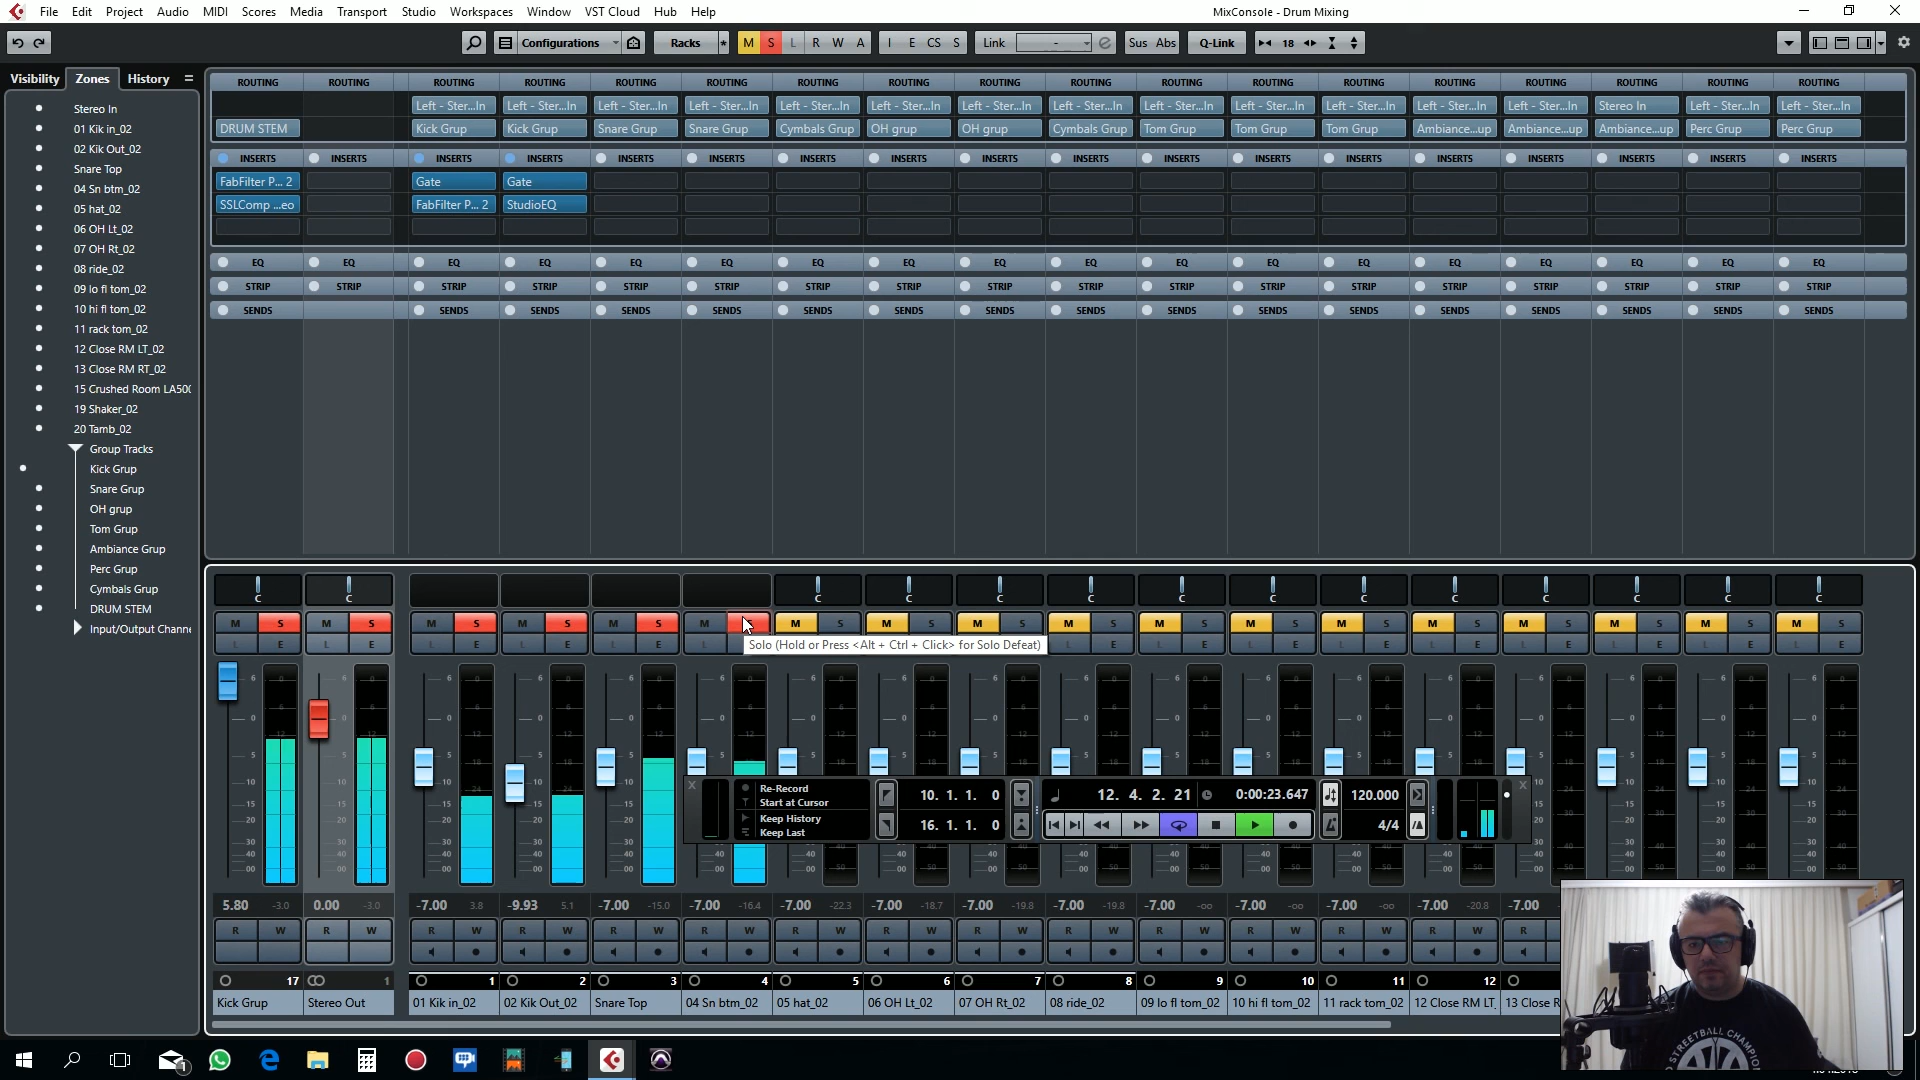 File Edit Project Audio MIDI Scores Media Transport Studio Workspaces Window VST Cloud Hub Help
MixConsole - Drum Mixing
Configurations Racks M S L R W A I E CS S Link - Sus Abs Q-Link 18
Visibility Zones History
Stereo In
01 Kik in_02
02 Kik Out_02
Snare Top
04 Sn btm_02
05 hat_02
06 OH Lt_02
07 OH Rt_02
08 ride_02
09 lo fl tom_02
10 hi fl tom_02
11 rack tom_02
12 Close RM LT_02
13 Close RM RT_02
15 Crushed Room LA50(
19 Shaker_02
20 Tamb_02
Group Tracks
Kick Grup
Snare Grup
OH grup
Tom Grup
Ambiance Grup
Perc Grup
Cymbals Grup
DRUM STEM
Input/Output Channe
ROUTING ROUTING ROUTING ROUTING ROUTING ROUTING ROUTING ROUTING ROUTING ROUTING ROUTING ROUTING ROUTING ROUTING ROUTING ROUTING ROUTING ROUTING
Left - Ster...In Left - Ster...In Left - Ster...In Left - Ster...In Left - Ster...In Left - Ster...In Left - Ster...In Left - Ster...In Left - Ster...In Left - Ster...In Left - Ster...In Left - Ster...In Left - Ster...In Stereo In Left - Ster...In Left - Ster...In
DRUM STEM Kick Grup Kick Grup Snare Grup Snare Grup Cymbals Grup OH grup OH grup Cymbals Grup Tom Grup Tom Grup Tom Grup Ambiance...up Ambiance...up Ambiance...up Perc Grup Perc Grup
INSERTS INSERTS INSERTS INSERTS INSERTS INSERTS INSERTS INSERTS INSERTS INSERTS INSERTS INSERTS INSERTS INSERTS INSERTS INSERTS INSERTS INSERTS
FabFilter P... 2 Gate Gate
SSLComp ...eo FabFilter P... 2 StudioEQ
EQ EQ EQ EQ EQ EQ EQ EQ EQ EQ EQ EQ EQ EQ EQ EQ EQ EQ
STRIP STRIP STRIP STRIP STRIP STRIP STRIP STRIP STRIP STRIP STRIP STRIP STRIP STRIP STRIP STRIP STRIP STRIP
SENDS SENDS SENDS SENDS SENDS SENDS SENDS SENDS SENDS SENDS SENDS SENDS SENDS SENDS SENDS SENDS SENDS
C C C C C C C C C C C C C C
M S M S M S M S M S M M S M S M S M S M S M S M S M S M S M S M S M S
Solo (Hold or Press <Alt + Ctrl + Click> for Solo Defeat)
Re-Record
Start at Cursor
Keep History
Keep Last
10. 1. 1. 0
16. 1. 1. 0
12. 4. 2. 21 0:00:23.647 120.000
4/4
5.80 -3.0 0.00 -3.0 -7.00 3.8 -9.93 5.1 -7.00 -15.0 -7.00 -16.4 -7.00 -22.3 -7.00 -18.7 -7.00 -19.8 -7.00 -19.8 -7.00 -oo -7.00 -oo -7.00 -oo -7.00 -20.8 -7.00
R W R W R W R W R W R W R W R W R W R W R W R W R W R W R
17 1 1 2 3 4 5 6 7 8 9 10 11 12
Kick Grup Stereo Out 01 Kik in_02 02 Kik Out_02 Snare Top 04 Sn btm_02 05 hat_02 06 OH Lt_02 07 OH Rt_02 08 ride_02 09 lo fl tom_02 10 hi fl tom_02 11 rack tom_02 12 Close RM LT_ 13 Close R
STREETBALL CHAMPIO